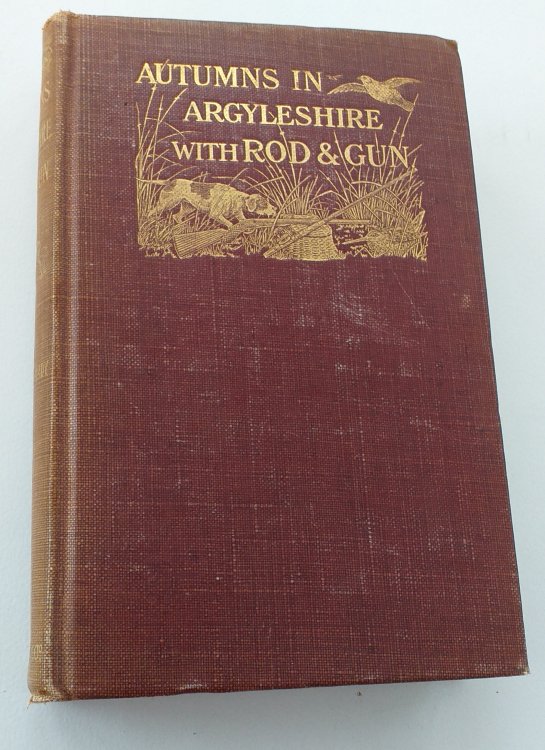 AUTUMNS IN
ARGYLESHIRE
WITH ROD & GUN